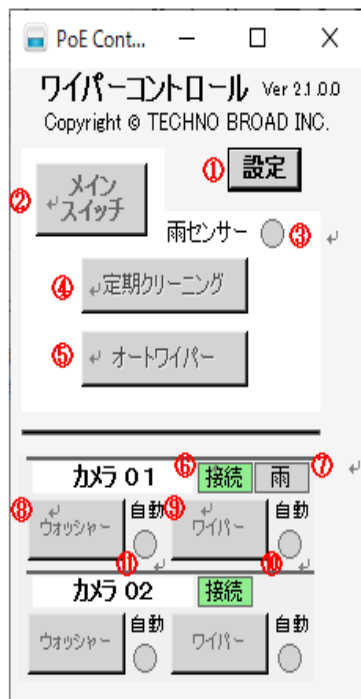 PoE Cont...
ワイパーコントロール Ver 2.1.0.0
Copyright © TECHNO BROAD INC.
① 設定
② メイン
スイッチ
雨センサー ③
④ 定期クリーニング
⑤ オートワイパー
カメラ 01 ⑥ 接続 雨 ⑦
⑧ ウォッシャー 自動 ⑨ ワイパー 自動
⑪ ⑩
カメラ 02 接続
ウォッシャー 自動 ワイパー 自動